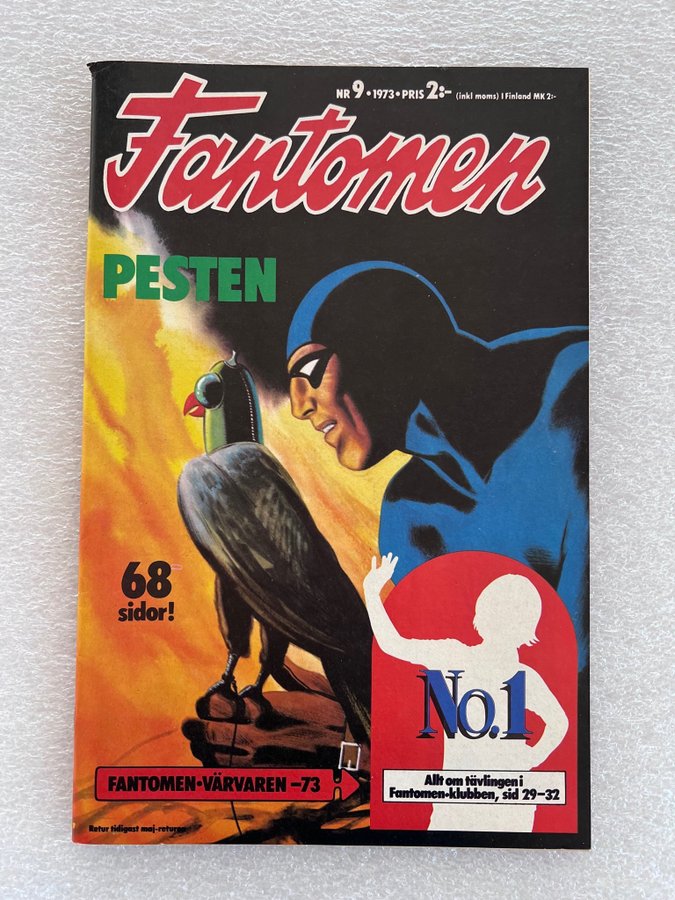 NR 9 • 1973 • PRIS 2:- (inkl moms) I Finland MK 2:-
Fantomen
PESTEN
68
sidor!
No.1
FANTOMEN-VÄRVAREN -73
Allt om tävlingen i
Fantomen-klubben, sid 29-32
Retur tidigast maj-returen